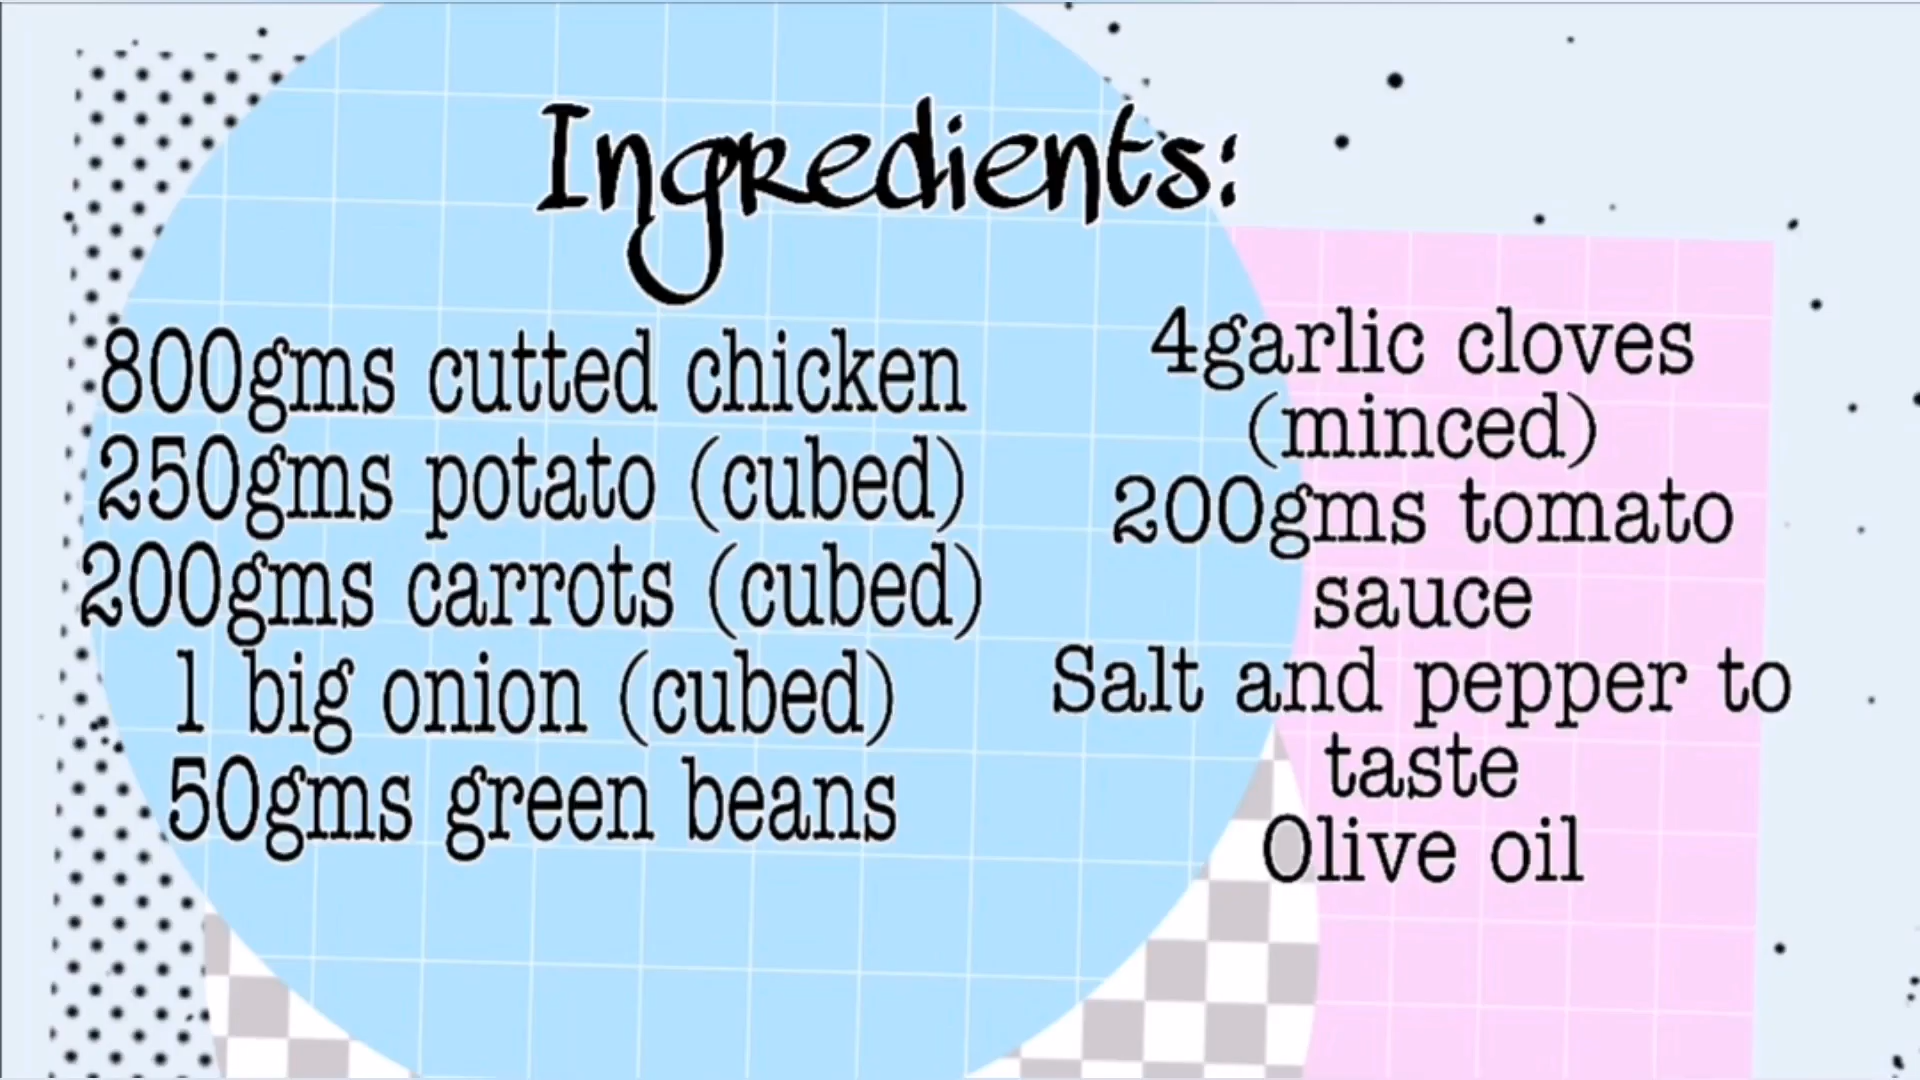 Ingredients:
800gms cutted chicken
250gms potato (cubed)
200gms carrots (cubed)
1 big onion (cubed)
50gms green beans
4garlic cloves
(minced)
200gms tomato
sauce
Salt and pepper to
taste
Olive oil